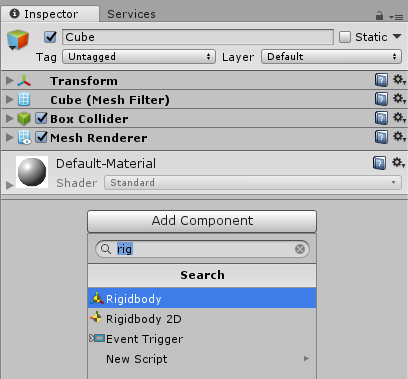 Inspector Services
Cube Static
Tag Untagged Layer Default
Transform
Cube (Mesh Filter)
Box Collider
Mesh Renderer
Default-Material
Shader Standard
Add Component
rig
Search
Rigidbody
Rigidbody 2D
Event Trigger
New Script